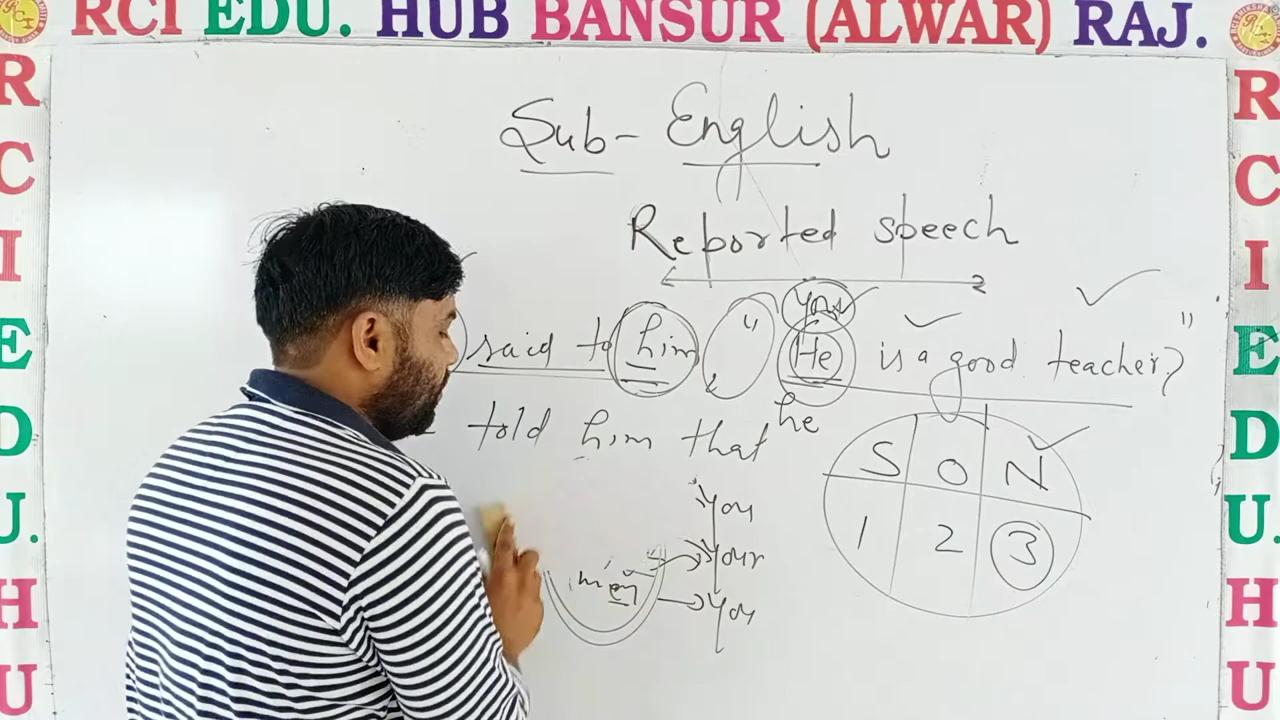 RCI EDU. HUB BANSUR (ALWAR) RAJ.
R
C
I
E
D
U.
H
U
Sub- English
Reported speech
You
said to him, " He is a good teacher."
told him that he
S O N
1 2 3
You
Your
You
R
C
I
E
D
U.
H
U